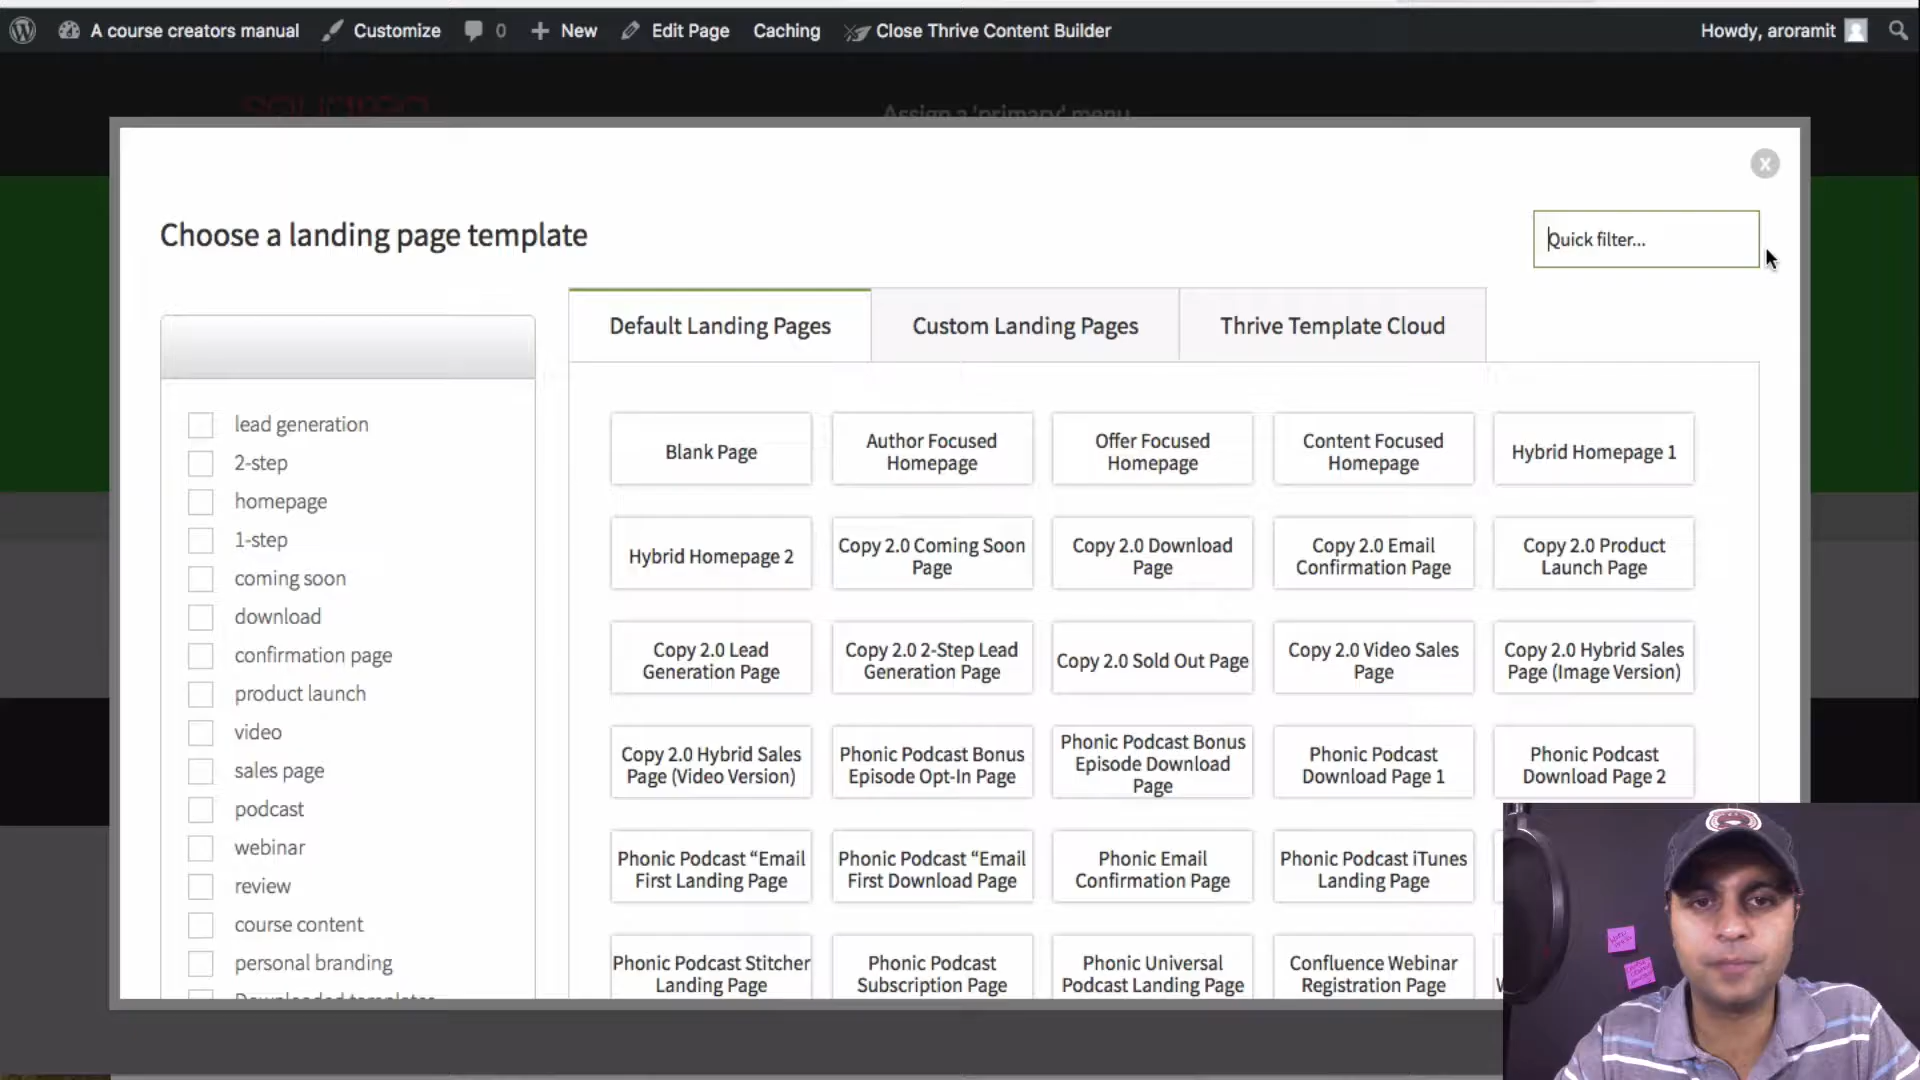 A course creators manual Customize 0 New Edit Page Caching Close Thrive Content Builder Howdy, aroramit
Assign a 'primary' menu
x
Choose a landing page template
Quick filter...
Default Landing Pages Custom Landing Pages Thrive Template Cloud
lead generation
2-step
homepage
1-step
coming soon
download
confirmation page
product launch
video
sales page
podcast
webinar
review
course content
personal branding
Downloaded templates
Blank Page
Author Focused
Homepage
Offer Focused
Homepage
Content Focused
Homepage
Hybrid Homepage 1
Hybrid Homepage 2
Copy 2.0 Coming Soon
Page
Copy 2.0 Download
Page
Copy 2.0 Email
Confirmation Page
Copy 2.0 Product
Launch Page
Copy 2.0 Lead
Generation Page
Copy 2.0 2-Step Lead
Generation Page
Copy 2.0 Sold Out Page
Copy 2.0 Video Sales
Page
Copy 2.0 Hybrid Sales
Page (Image Version)
Copy 2.0 Hybrid Sales
Page (Video Version)
Phonic Podcast Bonus
Episode Opt-In Page
Phonic Podcast Bonus
Episode Download
Page
Phonic Podcast
Download Page 1
Phonic Podcast
Download Page 2
Phonic Podcast “Email
First Landing Page
Phonic Podcast “Email
First Download Page
Phonic Email
Confirmation Page
Phonic Podcast iTunes
Landing Page
Phonic Podcast Stitcher
Landing Page
Phonic Podcast
Subscription Page
Phonic Universal
Podcast Landing Page
Confluence Webinar
Registration Page